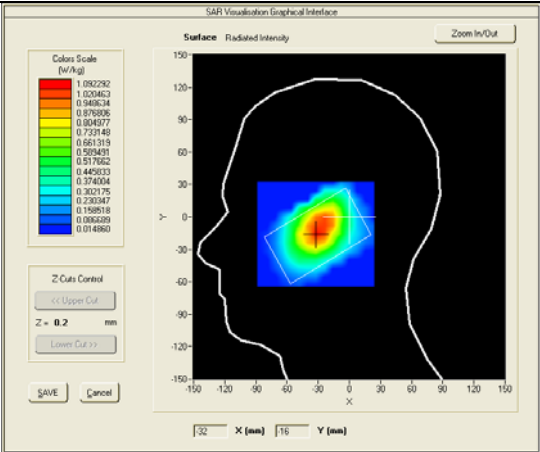 SAR Visualisation Graphical Interface
Surface Radiated Intensity
Zoom In/Out
Colors Scale
(W/kg)
1.092292
1.020463
0.948634
0.876806
0.804977
0.733148
0.661319
0.589491
0.517662
0.445833
0.374004
0.302175
0.230347
0.158518
0.086689
0.014860
Z-Cuts Control
<< Upper Cut
Z = 0.2 mm
Lower Cut >>
SAVE Cancel
150
120
90
60
30
0
-30
-60
-90
-120
-150
Y
-150 -120 -90 -60 -30 0 30 60 90 120 150
X
-32 X (mm) -16 Y (mm)